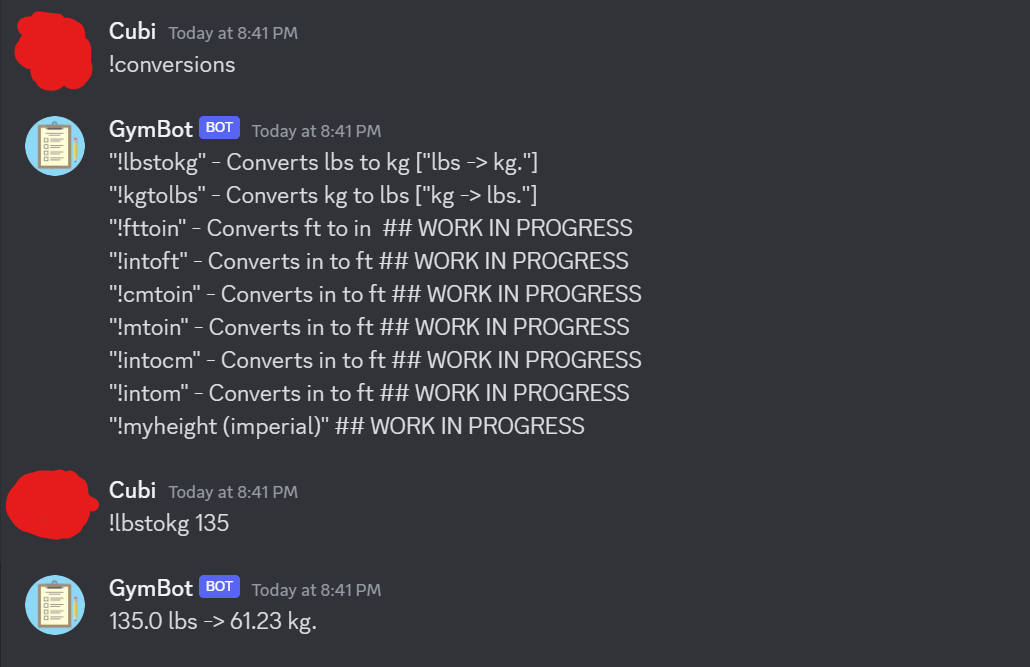 Cubi Today at 8:41 PM
!conversions
GymBot BOT Today at 8:41 PM
"!lbstokg" - Converts lbs to kg ["lbs -> kg."]
"!kgtolbs" - Converts kg to lbs ["kg -> lbs."]
"!fttoin" - Converts ft to in  ## WORK IN PROGRESS
"!intoft" - Converts in to ft ## WORK IN PROGRESS
"!cmtoin" - Converts in to ft ## WORK IN PROGRESS
"!mtoin" - Converts in to ft ## WORK IN PROGRESS
"!intocm" - Converts in to ft ## WORK IN PROGRESS
"!intom" - Converts in to ft ## WORK IN PROGRESS
"!myheight (imperial)" ## WORK IN PROGRESS
Cubi Today at 8:41 PM
!lbstokg 135
GymBot BOT Today at 8:41 PM
135.0 lbs -> 61.23 kg.